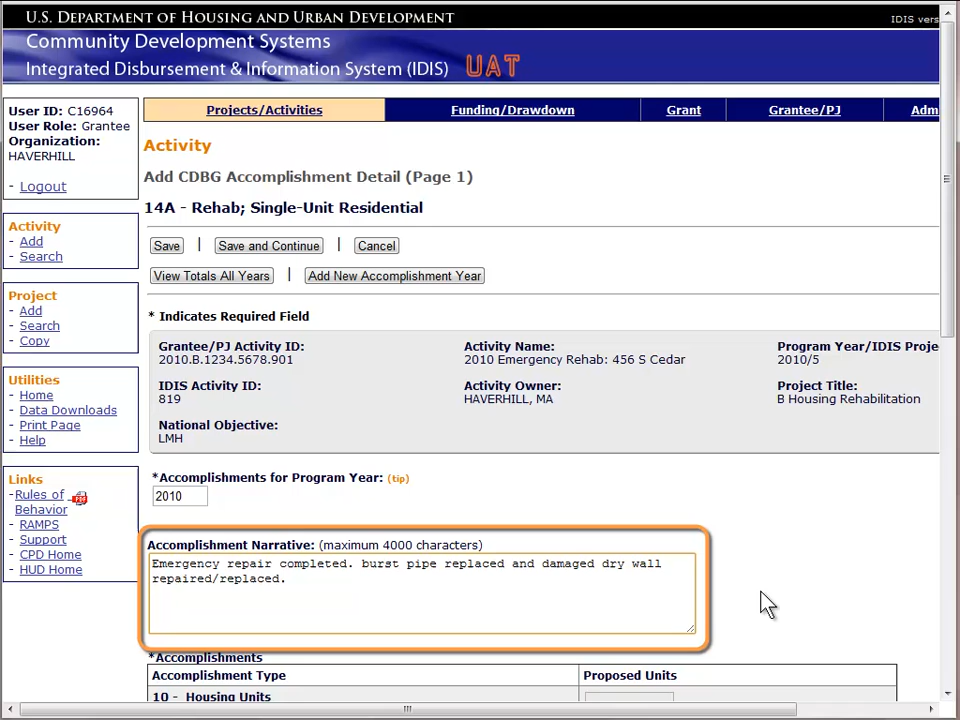 U.S. DEPARTMENT OF HOUSING AND URBAN DEVELOPMENT
IDIS vers
Community Development Systems
Integrated Disbursement & Information System (IDIS) UAT
User ID: C16964
User Role: Grantee
Organization:
HAVERHILL
- Logout
Projects/Activities Funding/Drawdown Grant Grantee/PJ Adm
Activity
Add CDBG Accomplishment Detail (Page 1)
14A - Rehab; Single-Unit Residential
Save | Save and Continue | Cancel
View Totals All Years | Add New Accomplishment Year
* Indicates Required Field
Grantee/PJ Activity ID:
2010.B.1234.5678.901
Activity Name:
2010 Emergency Rehab: 456 S Cedar
Program Year/IDIS Proje
2010/5
IDIS Activity ID:
819
Activity Owner:
HAVERHILL, MA
Project Title:
B Housing Rehabilitation
National Objective:
LMH
*Accomplishments for Program Year: (tip)
2010
Accomplishment Narrative: (maximum 4000 characters)
Emergency repair completed. burst pipe replaced and damaged dry wall
repaired/replaced.
*Accomplishments
Accomplishment Type Proposed Units
10 - Housing Units
Activity
- Add
- Search
Project
- Add
- Search
- Copy
Utilities
- Home
- Data Downloads
- Print Page
- Help
Links
-Rules of
Behavior
- RAMPS
- Support
- CPD Home
- HUD Home